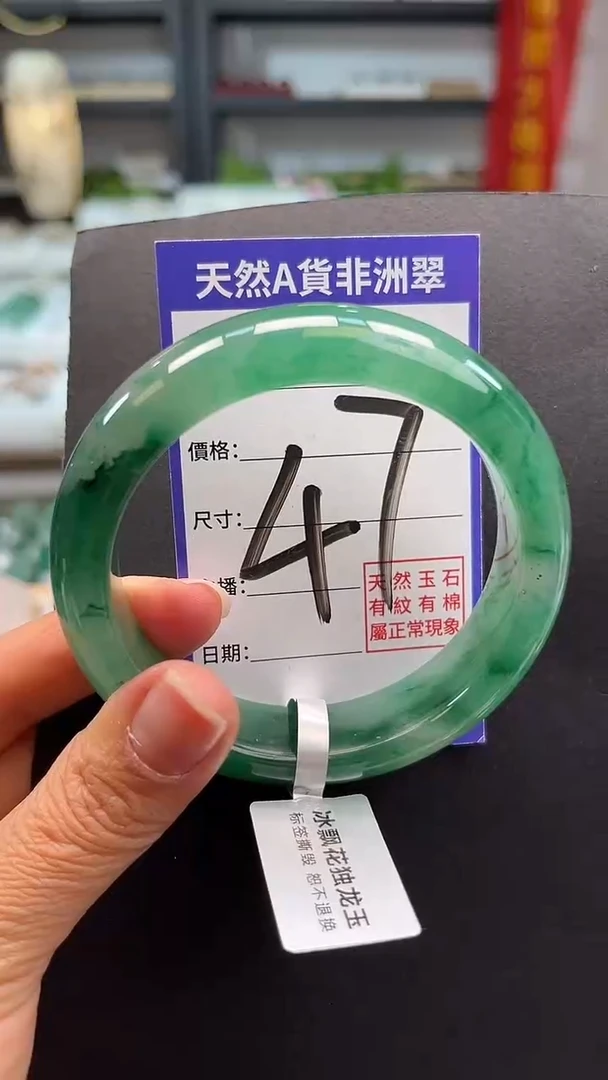 天然A貨非洲翠
價格:
47
尺寸:
播:
天然玉石
有紋有棉
屬正常現象
日期:
冰飘花独龙玉
标签撕毁 恕不退换